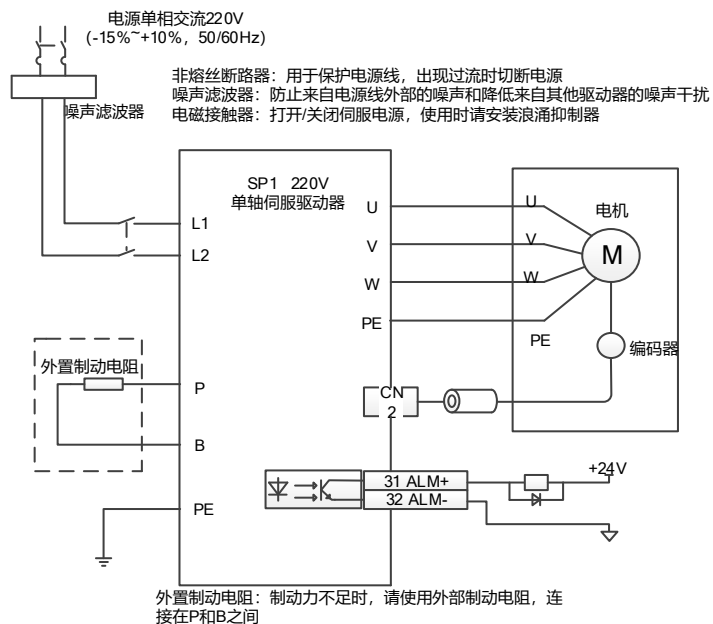 电源单相交流220V
(-15%~+10%, 50/60Hz)
非熔丝断路器：用于保护电源线，出现过流时切断电源
噪声滤波器：防止来自电源线外部的噪声和降低来自其他驱动器的噪声干扰
电磁接触器：打开/关闭伺服电源，使用时请安装浪涌抑制器
噪声滤波器
SP1 220V
单轴伺服驱动器
L1
L2
U
V
W
PE
U
V
W
PE
电机
M
编码器
外置制动电阻
P
B
PE
CN
2
31 ALM+
32 ALM-
+24V
外置制动电阻：制动力不足时，请使用外部制动电阻，连
接在P和B之间